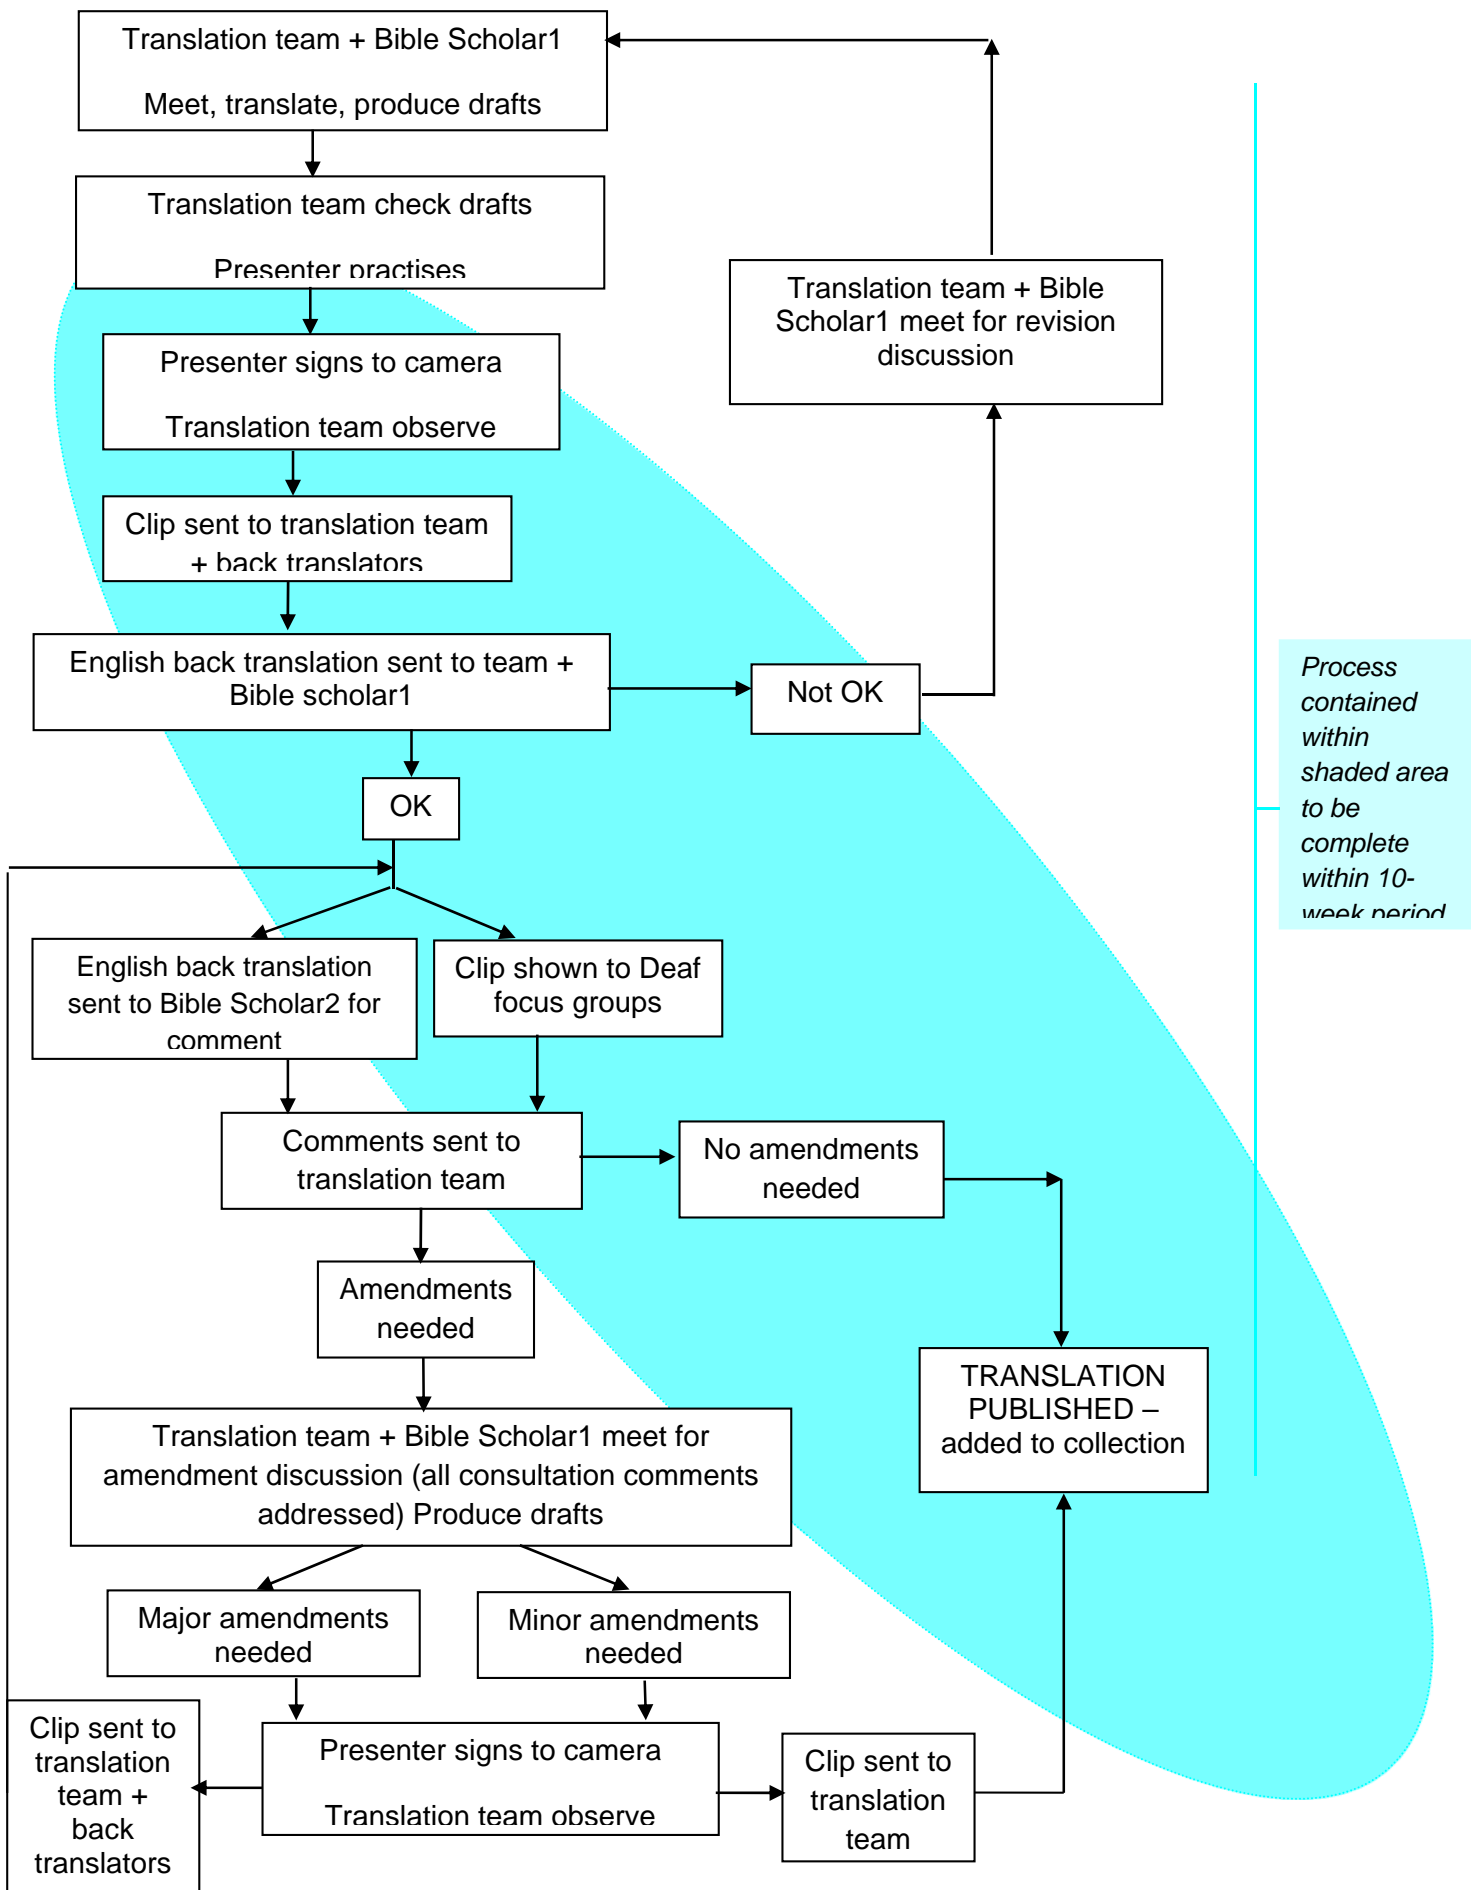 Translation team + Bible Scholar1
Meet, translate, produce drafts
Translation team check drafts
Presenter practises
Presenter signs to camera
Translation team observe
Translation team + Bible
Scholar1 meet for revision
discussion
Clip sent to translation team
+ back translators
English back translation sent to team +
Bible scholar1
Not OK
OK
Process
contained
within
shaded area
to be
complete
within 10-
week period
English back translation
sent to Bible Scholar2 for
comment
Clip shown to Deaf
focus groups
Comments sent to
translation team
No amendments
needed
Amendments
needed
TRANSLATION
PUBLISHED –
added to collection
Translation team + Bible Scholar1 meet for
amendment discussion (all consultation comments
addressed) Produce drafts
Major amendments
needed
Minor amendments
needed
Clip sent to
translation
team +
back
translators
Presenter signs to camera
Translation team observe
Clip sent to
translation
team